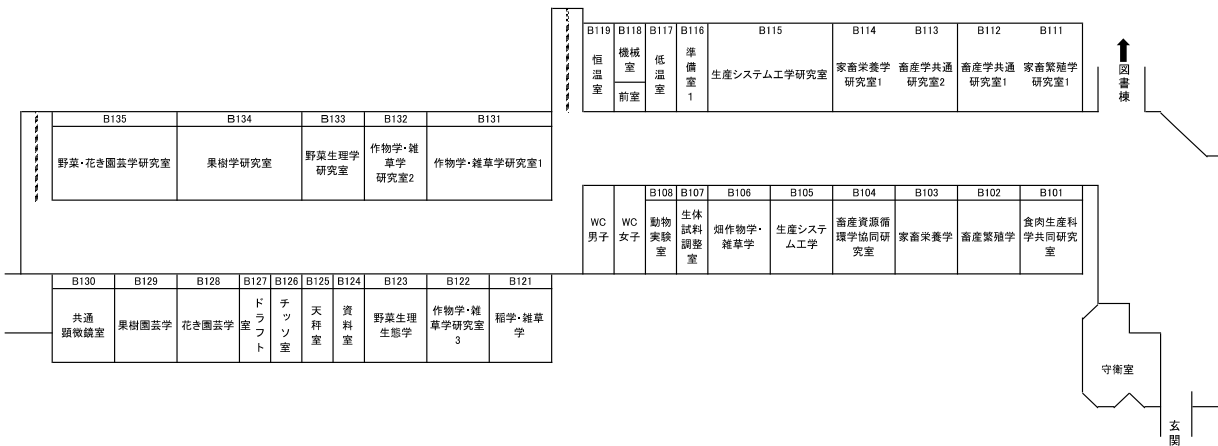 B119
恒温室
B118
機械室
前室
B117
低温室
B116
準備室1
B115
生産システム工学研究室
B114
家畜栄養学
研究室1
B113
畜産学共通
研究室2
B112
畜産学共通
研究室1
B111
家畜繁殖学
研究室1
図書棟
B135
野菜・花き園芸学研究室
B134
果樹学研究室
B133
野菜生理学
研究室
B132
作物学・雑
草学
研究室2
B131
作物学・雑草学研究室1
WC
男子
WC
女子
B108
動物
実験
室
B107
生体
試料
調整
室
B106
畑作物学・
雑草学
B105
生産システ
ム工学
B104
畜産資源循
環学協同研
究室
B103
家畜栄養学
B102
畜産繁殖学
B101
食肉生産科
学共同研究
室
B130
共通
顕微鏡室
B129
果樹園芸学
B128
花き園芸学
B127
ドラフト
室
B126
チッソ室
B125
天秤室
B124
資料室
B123
野菜生理
生態学
B122
作物学・雑
草学研究室
3
B121
稲学・雑草
学
守衛室
玄関